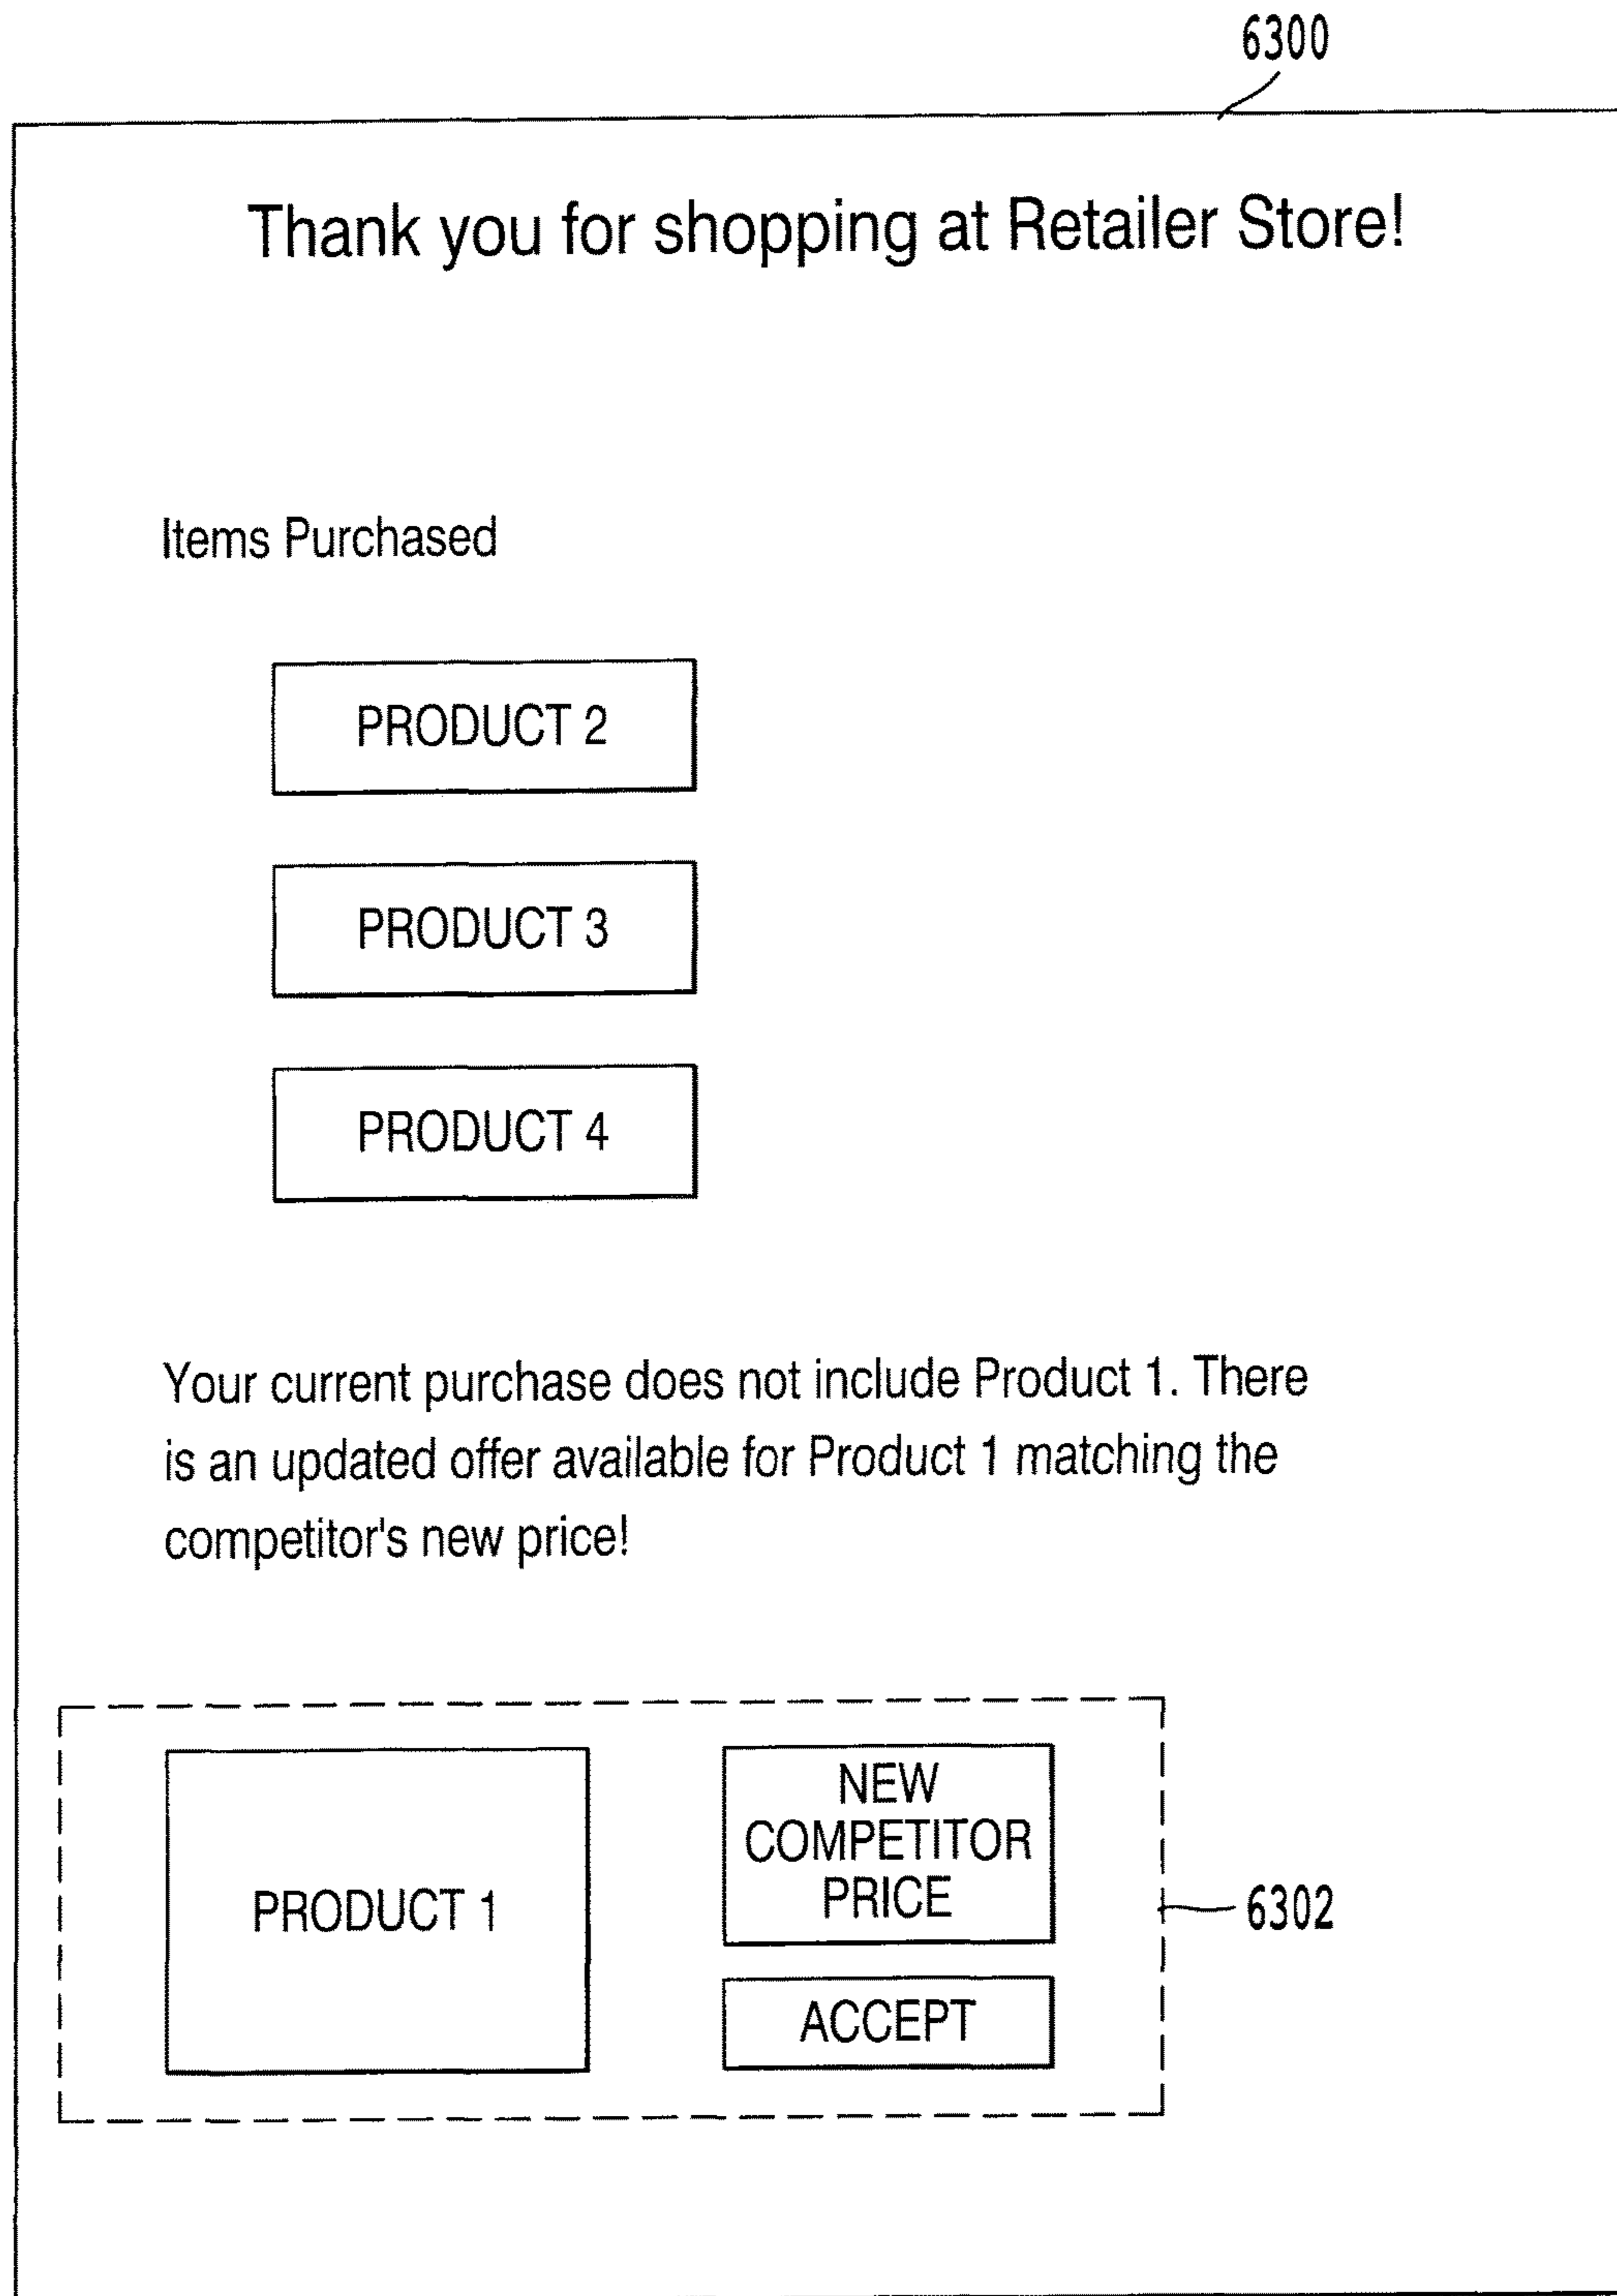 6300
Thank you for shopping at Retailer Store!
Items Purchased
PRODUCT 2
PRODUCT 3
PRODUCT 4
Your current purchase does not include Product 1. There
is an updated offer available for Product 1 matching the
competitor's new price!
PRODUCT 1
NEW
COMPETITOR
PRICE
ACCEPT
6302